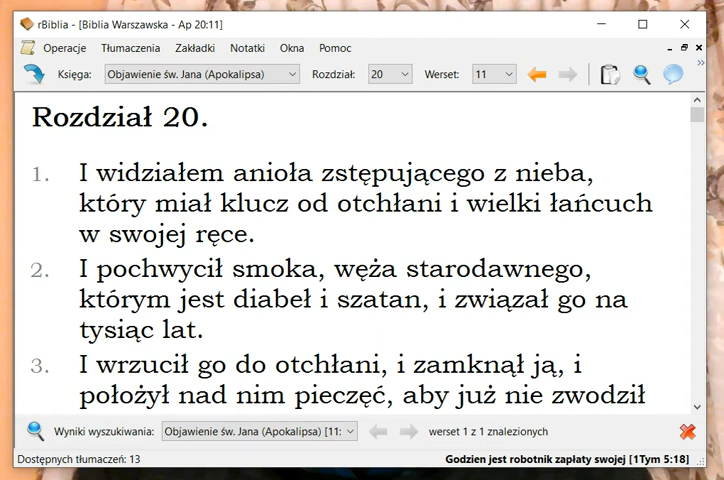 rBiblia - [Biblia Warszawska - Ap 20:11]
Operacje Tłumaczenia Zakładki Notatki Okna Pomoc
Księga: Objawienie św. Jana (Apokalipsa) Rozdział: 20 Werset: 11
Rozdział 20.
1. I widziałem anioła zstępującego z nieba,
który miał klucz od otchłani i wielki łańcuch
w swojej ręce.
2. I pochwycił smoka, węża starodawnego,
którym jest diabeł i szatan, i związał go na
tysiąc lat.
3. I wrzucił go do otchłani, i zamknął ją, i
położył nad nim pieczęć, aby już nie zwodził
Wyniki wyszukiwania: Objawienie św. Jana (Apokalipsa) [11: werset 1 z 1 znalezionych
Dostępnych tłumaczeń: 13 Godzien jest robotnik zapłaty swojej [1Tym 5:18]